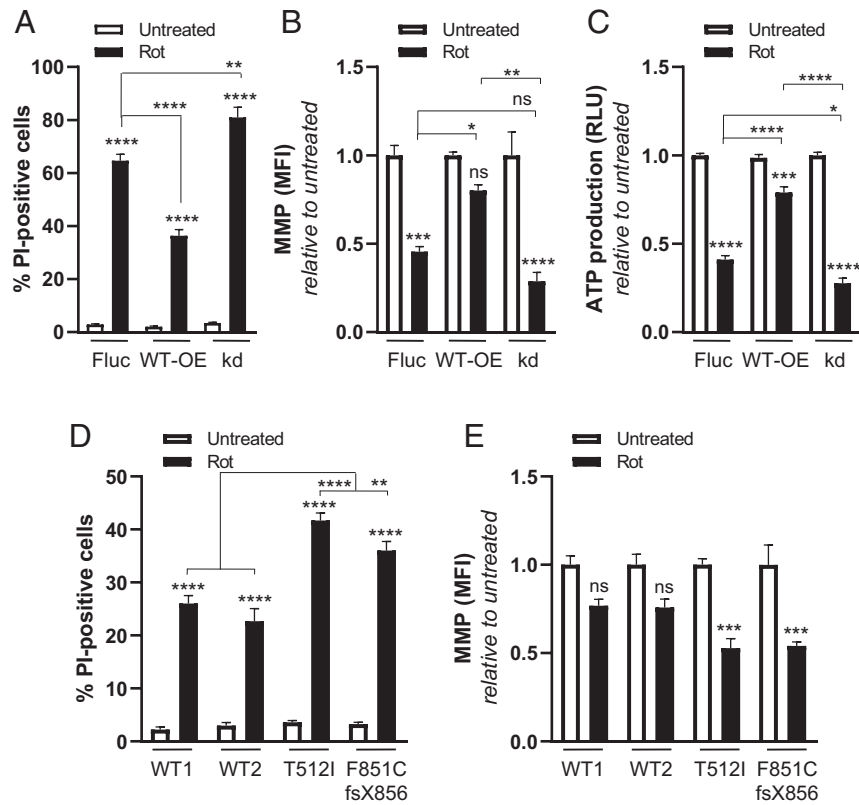 A
Untreated
Rot
% PI-positive cells
100
80
60
40
20
0
**
****
****
****
****
Fluc WT-OE kd
B
Untreated
Rot
MMP (MFI)
relative to untreated
1.5
1.0
0.5
0.0
**
ns
*
ns
***
****
Fluc WT-OE kd
C
Untreated
Rot
ATP production (RLU)
relative to untreated
1.5
1.0
0.5
0.0
****
*
****
***
****
****
Fluc WT-OE kd
D
Untreated
Rot
% PI-positive cells
50
40
30
20
10
0
**** **
****
****
****
****
WT1 WT2 T512I F851C
fsX856
E
Untreated
Rot
MMP (MFI)
relative to untreated
1.5
1.0
0.5
0.0
ns
ns
***
***
WT1 WT2 T512I F851C
fsX856